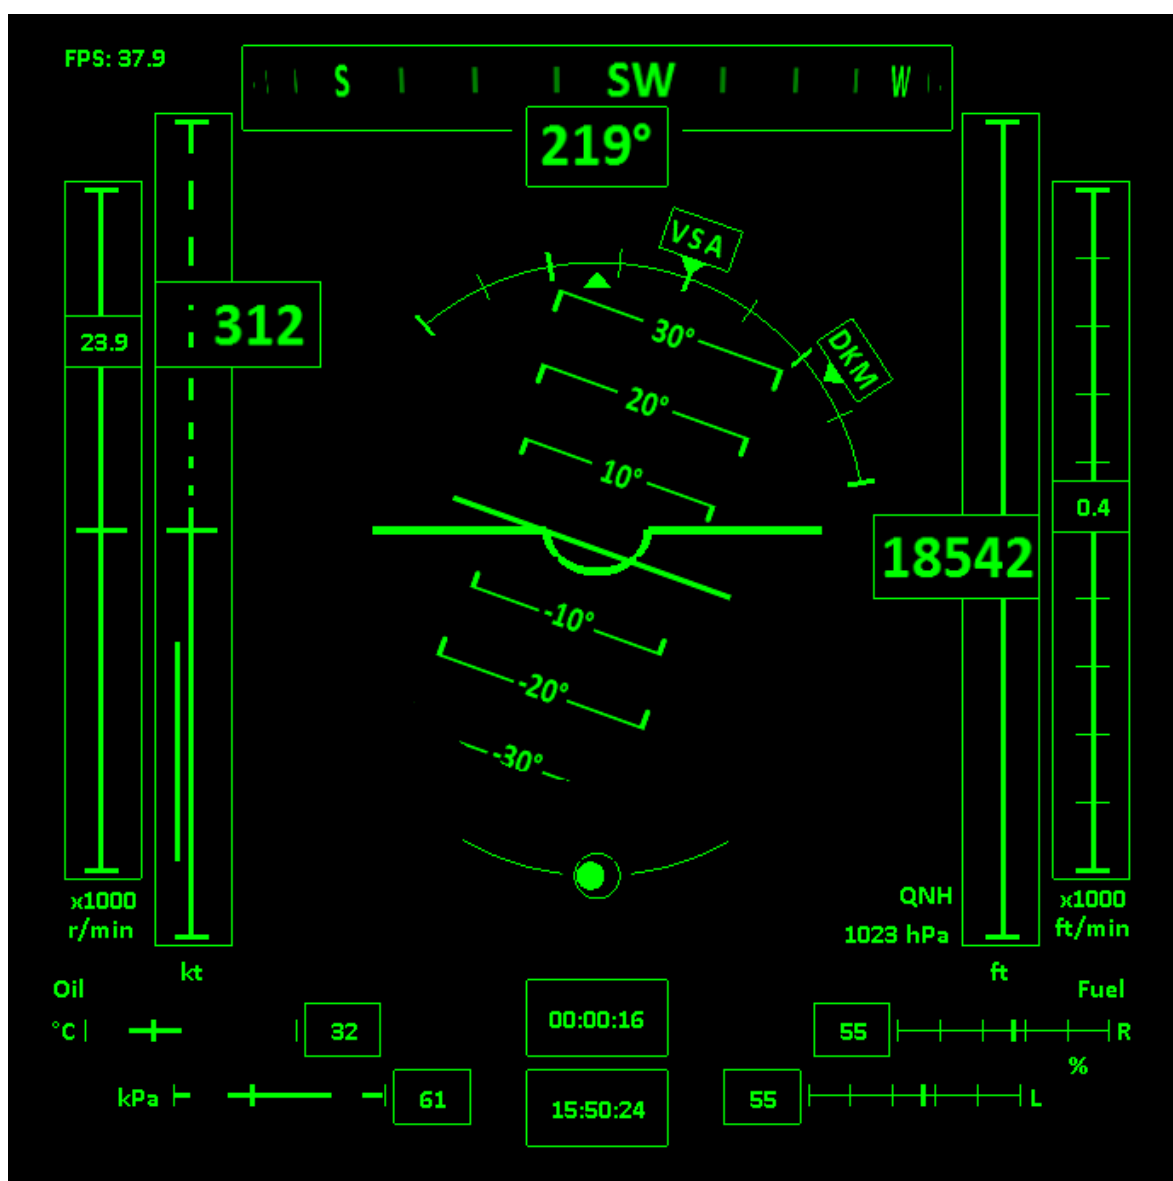 FPS: 37.9
S SW W
219°
VSA
DKM
30°
20°
10°
-10°
-20°
-30°
23.9
312
0.4
18542
x1000
r/min
kt
QNH
1023 hPa
ft
x1000
ft/min
Oil
°C 32
kPa 61
00:00:16
15:50:24
Fuel
55 R
%
55 L